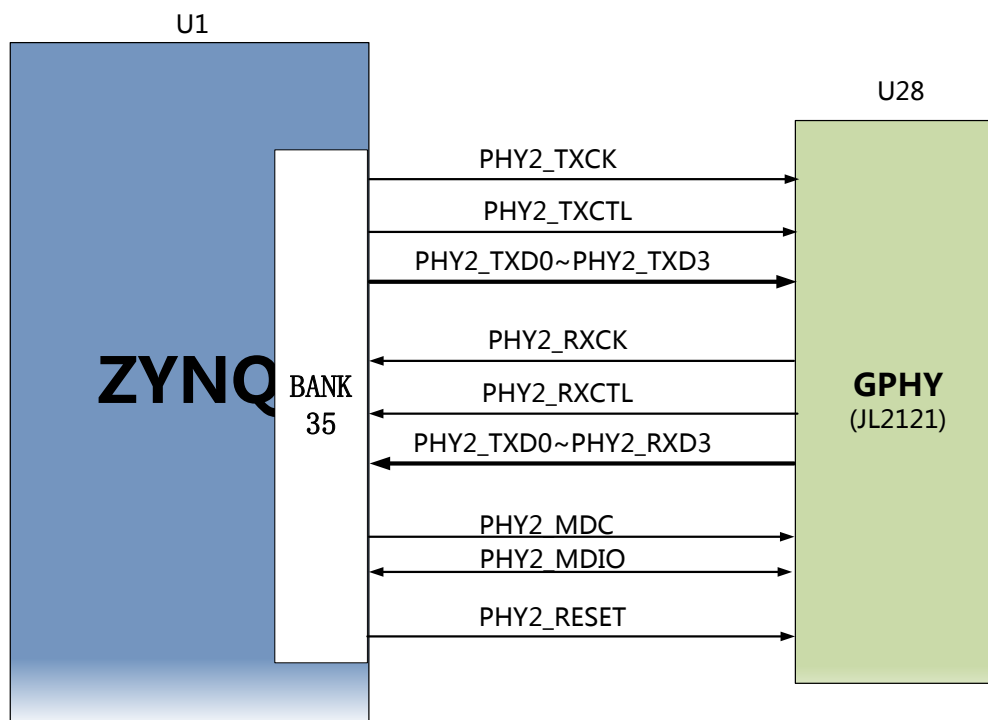 U1
U28
PHY2_TXCK
PHY2_TXCTL
PHY2_TXD0~PHY2_TXD3
PHY2_RXCK
PHY2_RXCTL
PHY2_TXD0~PHY2_RXD3
PHY2_MDC
PHY2_MDIO
PHY2_RESET
ZYNQ
BANK
35
GPHY
(JL2121)